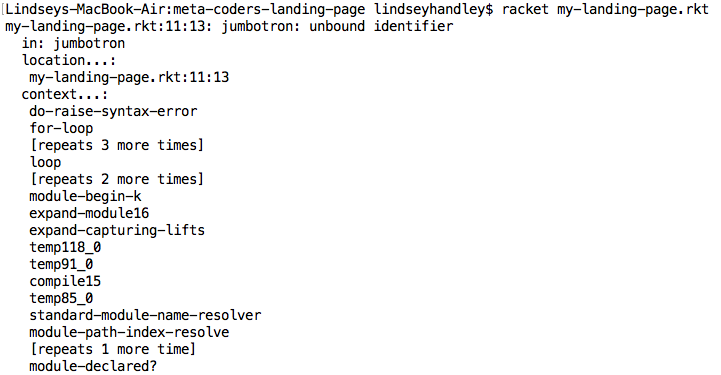 [Lindseys-MacBook-Air:meta-coders-landing-page lindseyhandley$ racket my-landing-page.rkt
my-landing-page.rkt:11:13: jumbotron: unbound identifier
  in: jumbotron
  location...:
   my-landing-page.rkt:11:13
  context...:
   do-raise-syntax-error
   for-loop
   [repeats 3 more times]
   loop
   [repeats 2 more times]
   module-begin-k
   expand-module16
   expand-capturing-lifts
   temp118_0
   temp91_0
   compile15
   temp85_0
   standard-module-name-resolver
   module-path-index-resolve
   [repeats 1 more time]
   module-declared?